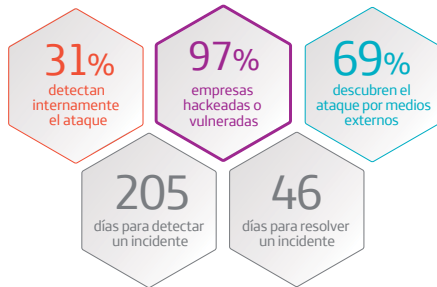 31%
detectan
internamente
el ataque
97%
empresas
hackeadas o
vulneradas
69%
descubren el
ataque por medios
externos
205
días para detectar
un incidente
46
días para resolver
un incidente